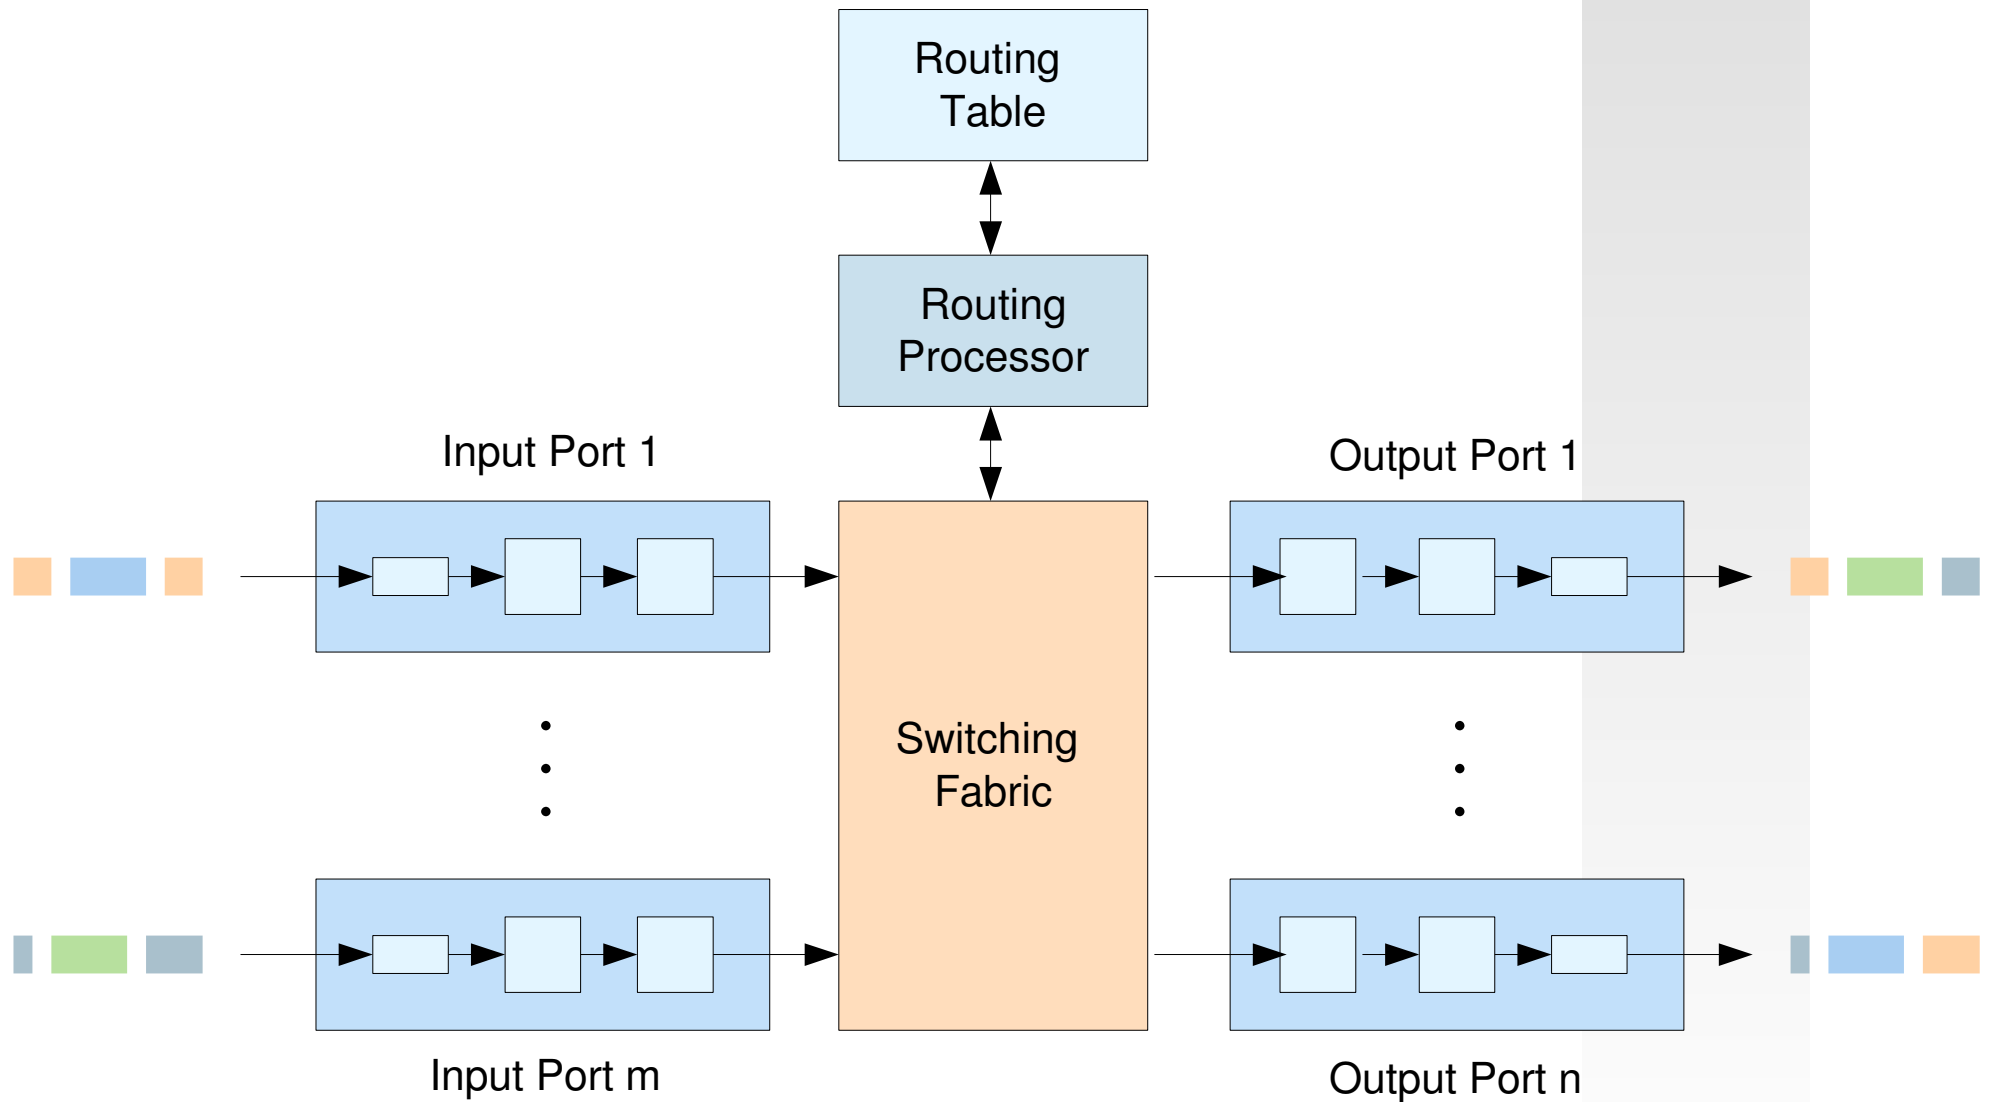 Routing
Table
Routing
Processor
Input Port 1
Output Port 1
Switching
Fabric
Input Port m
Output Port n